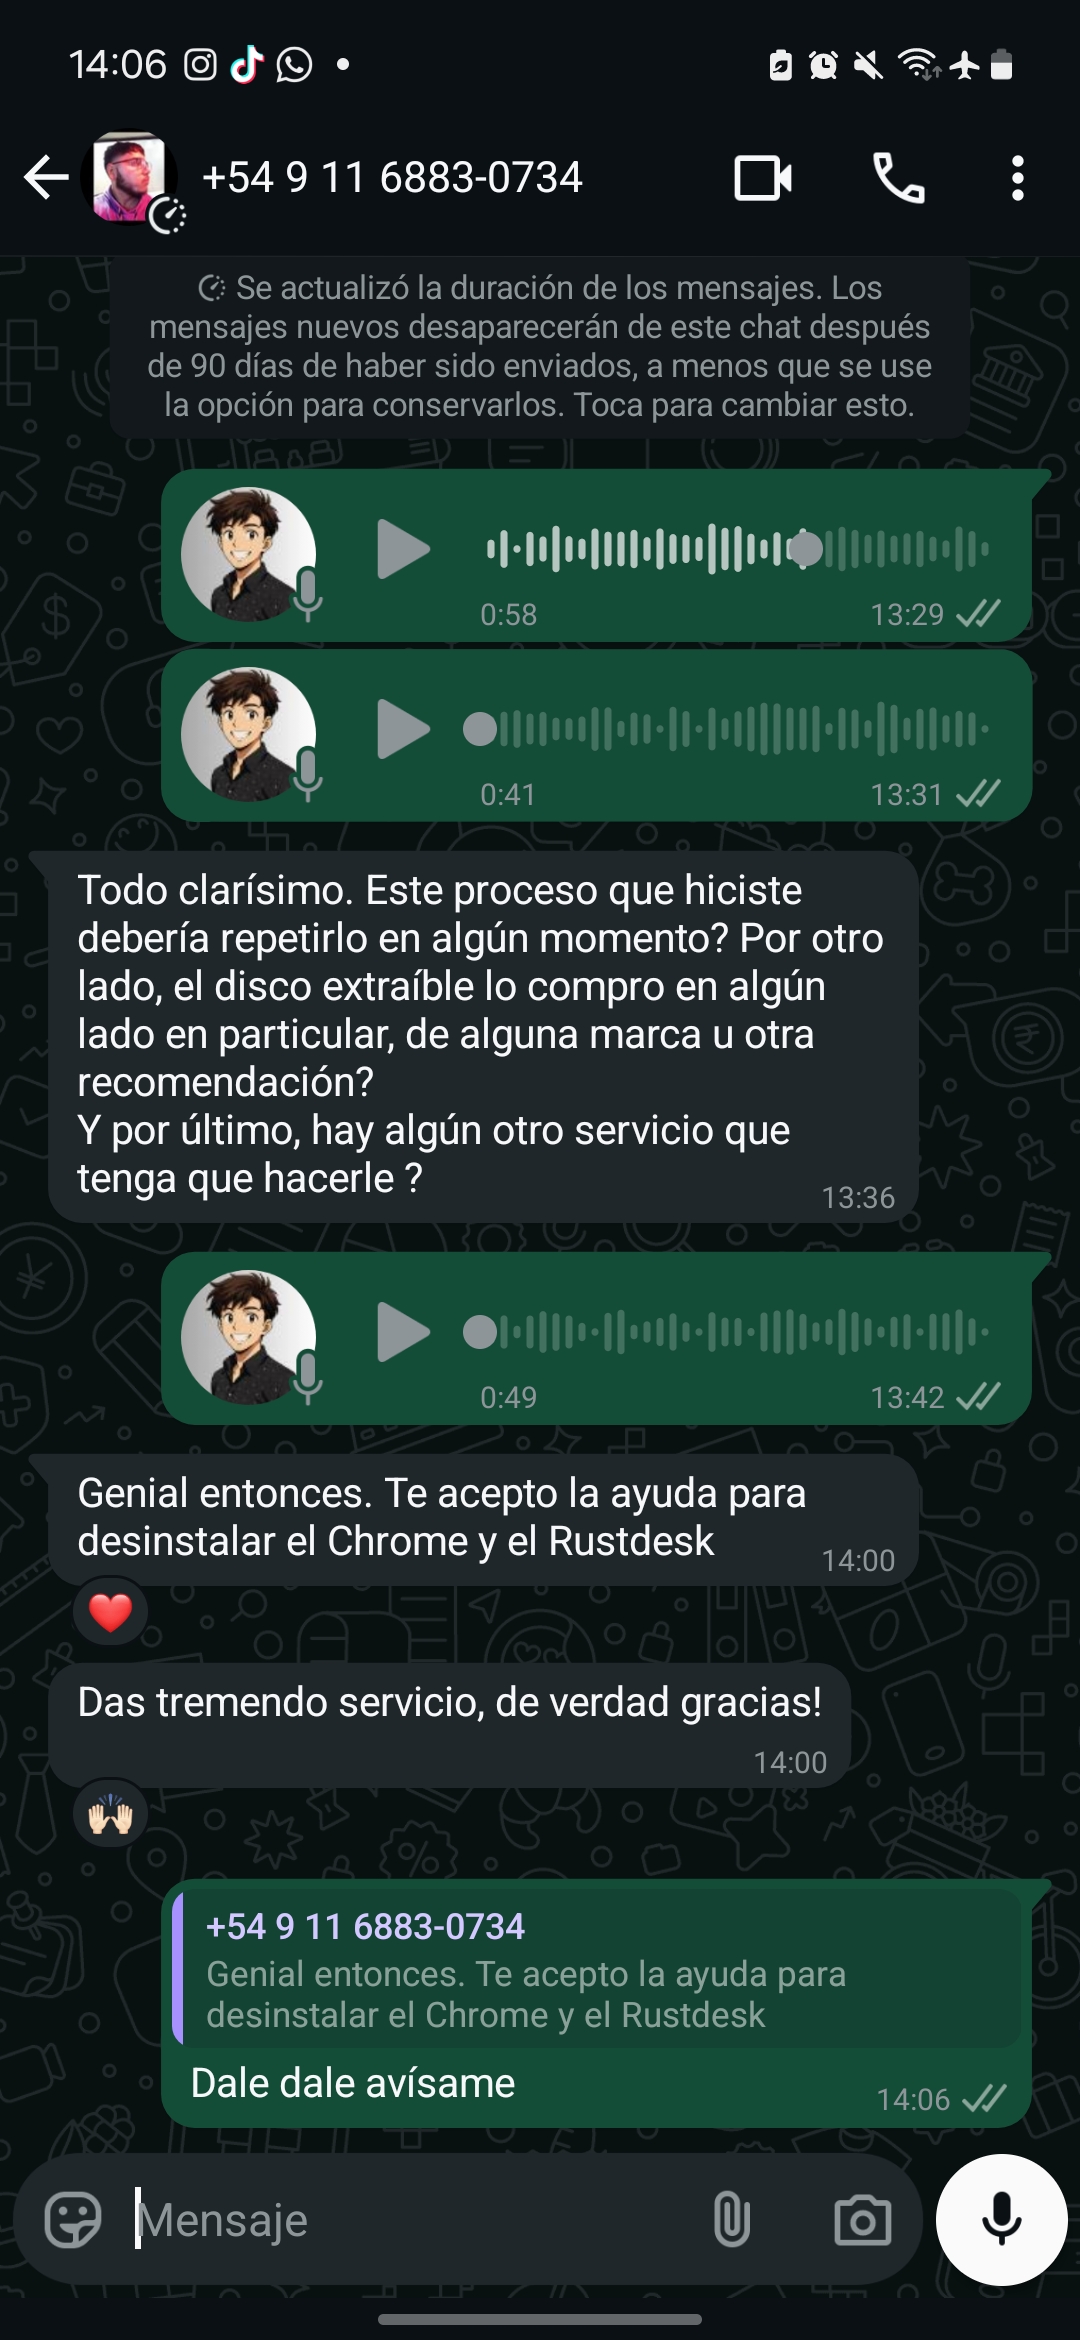 14:06
+54 9 11 6883-0734
Se actualizó la duración de los mensajes. Los
mensajes nuevos desaparecerán de este chat después
de 90 días de haber sido enviados, a menos que se use
la opción para conservarlos. Toca para cambiar esto.
0:58 13:29
0:41 13:31
Todo clarísimo. Este proceso que hiciste
debería repetirlo en algún momento? Por otro
lado, el disco extraíble lo compro en algún
lado en particular, de alguna marca u otra
recomendación?
Y por último, hay algún otro servicio que
tenga que hacerle ?
13:36
0:49 13:42
Genial entonces. Te acepto la ayuda para
desinstalar el Chrome y el Rustdesk
14:00
Das tremendo servicio, de verdad gracias!
14:00
+54 9 11 6883-0734
Genial entonces. Te acepto la ayuda para
desinstalar el Chrome y el Rustdesk
Dale dale avísame
14:06
Mensaje